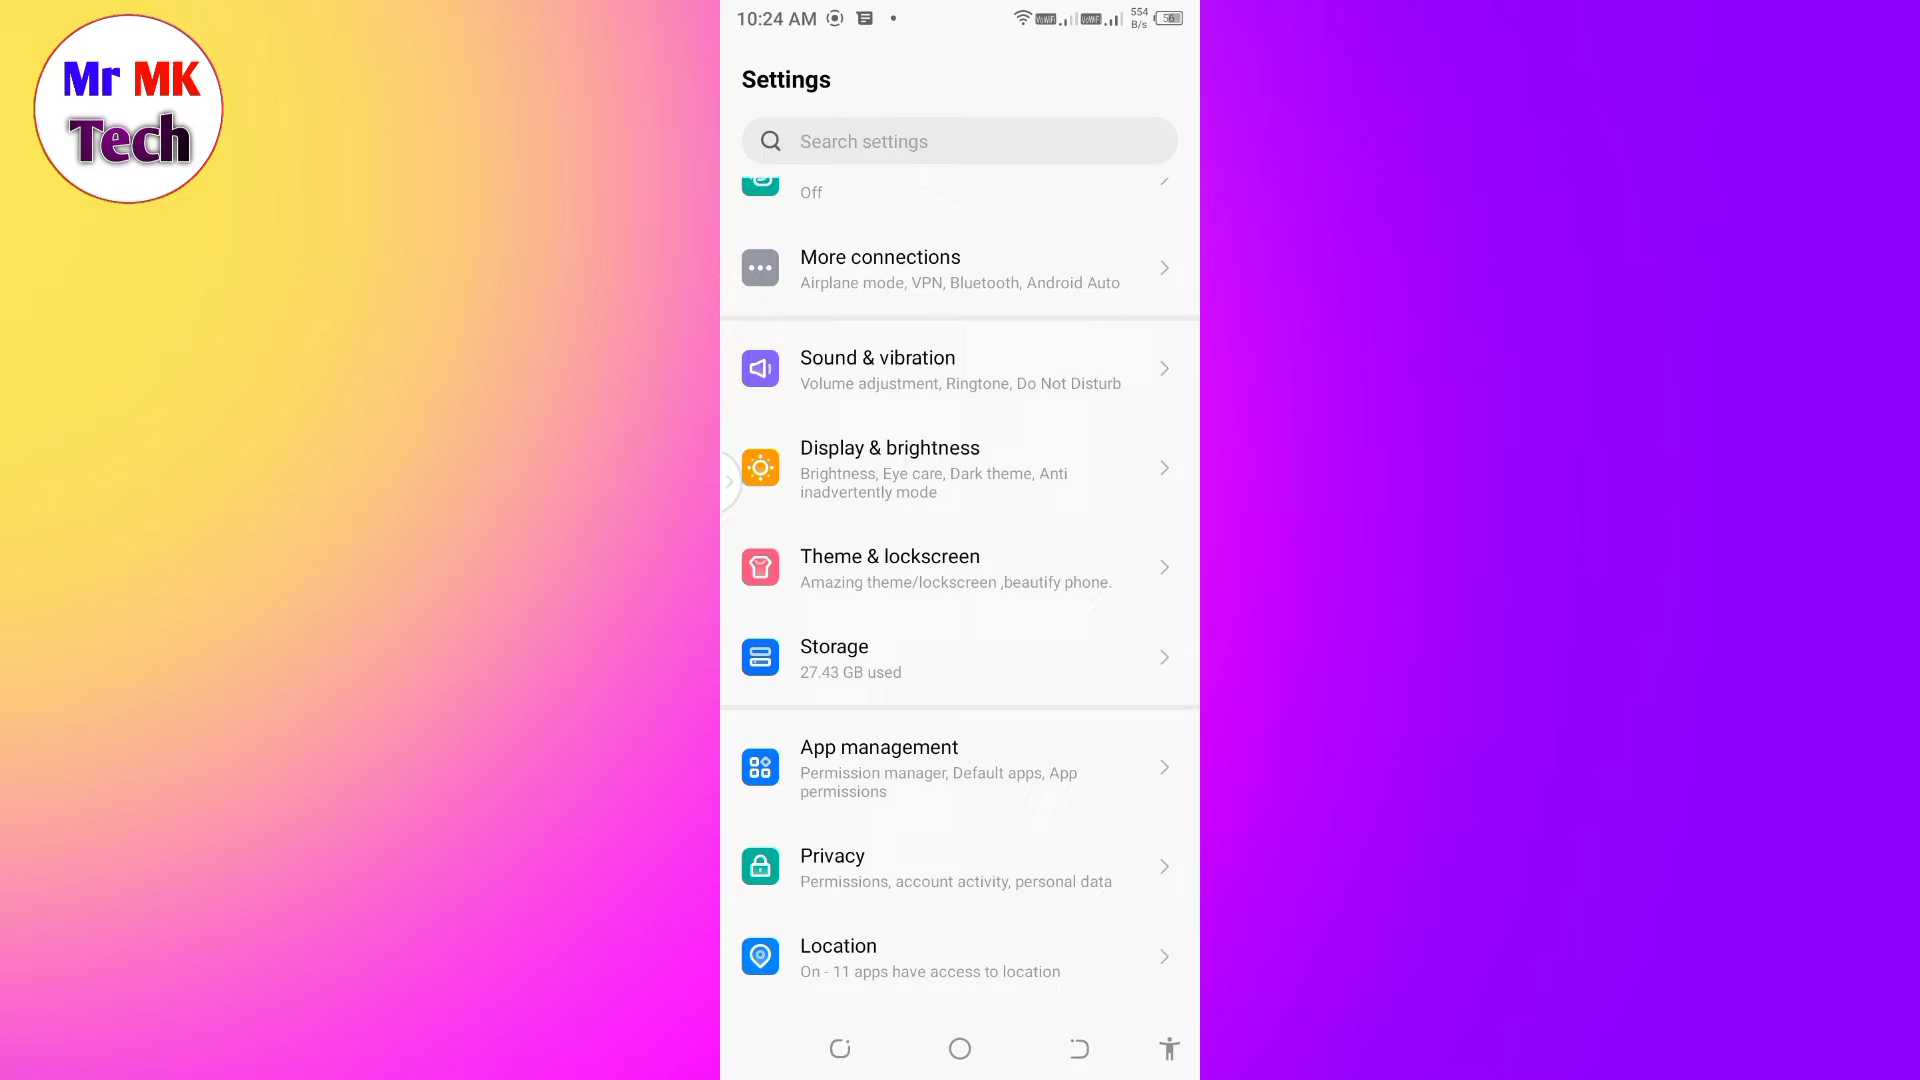 Mr MK
Tech
10:24 AM
554
B/s
56
Settings
Search settings
Off
More connections
Airplane mode, VPN, Bluetooth, Android Auto
Sound & vibration
Volume adjustment, Ringtone, Do Not Disturb
Display & brightness
Brightness, Eye care, Dark theme, Anti
inadvertently mode
Theme & lockscreen
Amazing theme/lockscreen ,beautify phone.
Storage
27.43 GB used
App management
Permission manager, Default apps, App
permissions
Privacy
Permissions, account activity, personal data
Location
On - 11 apps have access to location